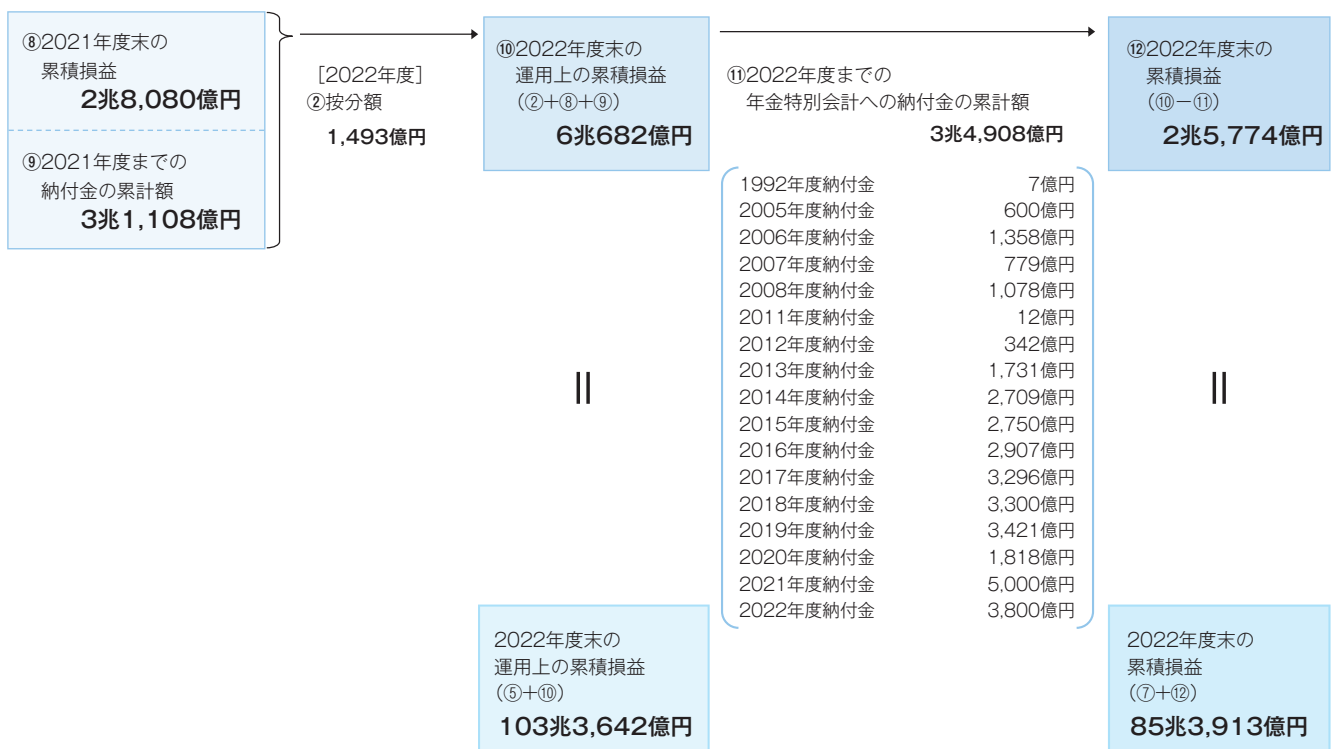 ⑧2021年度末の
累積損益
2兆8,080億円
⑨2021年度までの
納付金の累計額
3兆1,108億円
［2022年度］
②按分額
1,493億円
⑩2022年度末の
運用上の累積損益
（②＋⑧＋⑨）
6兆682億円
⑪2022年度までの
年金特別会計への納付金の累計額
3兆4,908億円
1992年度納付金 7億円
2005年度納付金 600億円
2006年度納付金 1,358億円
2007年度納付金 779億円
2008年度納付金 1,078億円
2011年度納付金 12億円
2012年度納付金 342億円
2013年度納付金 1,731億円
2014年度納付金 2,709億円
2015年度納付金 2,750億円
2016年度納付金 2,907億円
2017年度納付金 3,296億円
2018年度納付金 3,300億円
2019年度納付金 3,421億円
2020年度納付金 1,818億円
2021年度納付金 5,000億円
2022年度納付金 3,800億円
⑫2022年度末の
累積損益
（⑩－⑪）
2兆5,774億円
＝
＝
2022年度末の
運用上の累積損益
（⑤＋⑩）
103兆3,642億円
2022年度末の
累積損益
（⑦＋⑫）
85兆3,913億円